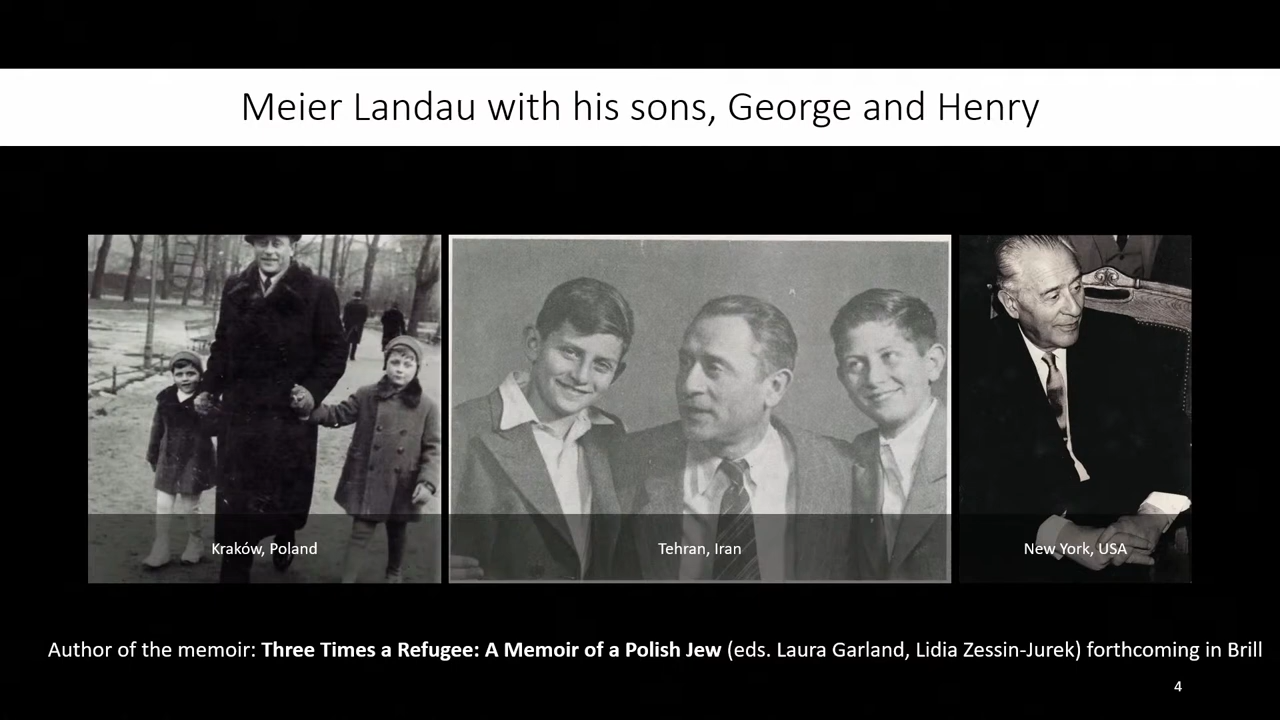 Meier Landau with his sons, George and Henry
Kraków, Poland
Tehran, Iran
New York, USA
Author of the memoir: Three Times a Refugee: A Memoir of a Polish Jew (eds. Laura Garland, Lidia Zessin-Jurek) forthcoming in Brill
4